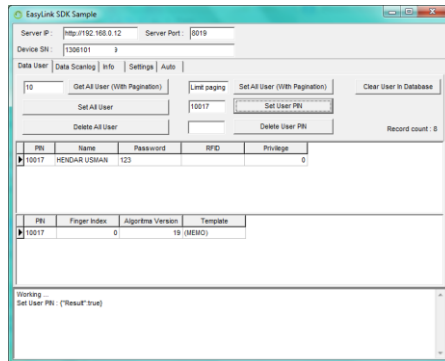 EasyLink SDK Sample
Server IP : http://192.168.0.12 Server Port : 8019
Device SN : 1306101 9
Data User Data Scanlog Info Settings Auto
10 Get All User (With Pagination) Limit paging Set All User (With Pagination) Clear User In Database
Set All User 10017 Set User PIN
Delete All User Delete User PIN Record count : 8
PIN Name Password RFID Privilege
10017 HENDAR USMAN 123 0
PIN Finger Index Algoritma Version Template
10017 0 19 (MEMO)
Working ...
Set User PIN : {"Result":true}